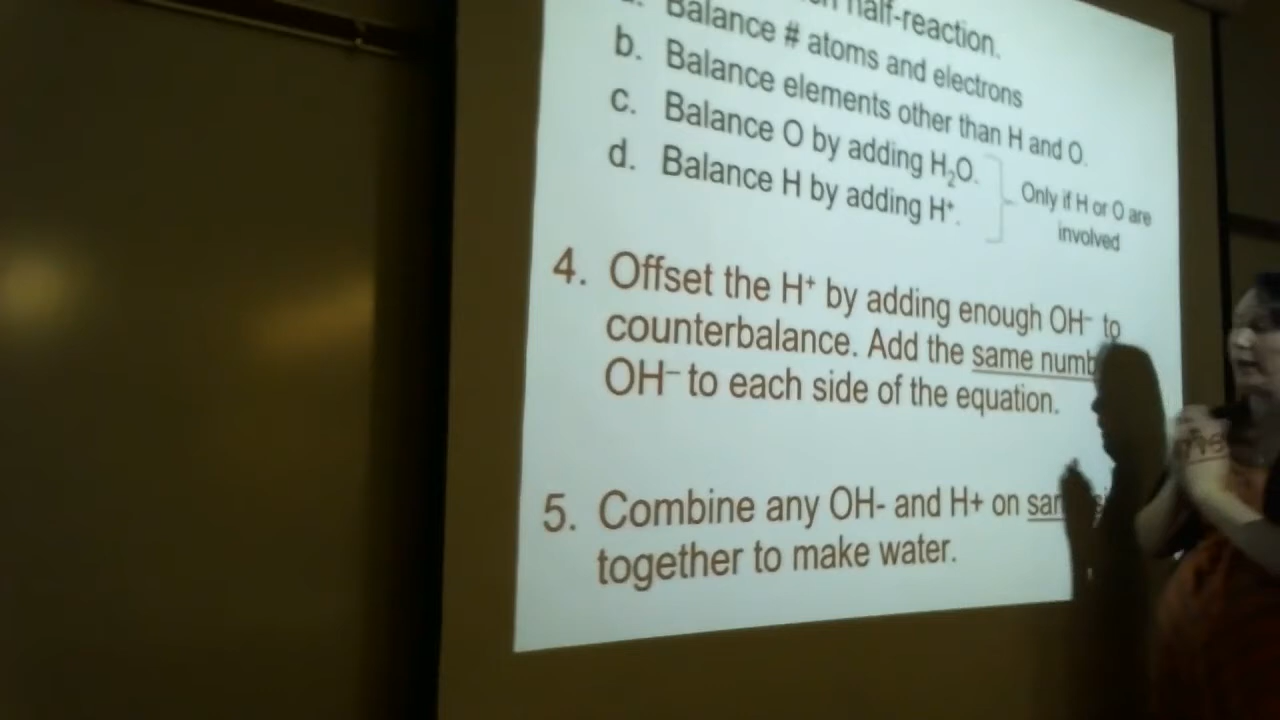 half-reaction.
Balance # atoms and electrons
b. Balance elements other than H and O.
c. Balance O by adding H₂O.
d. Balance H by adding H⁺.
Only if H or O are
involved
4. Offset the H⁺ by adding enough OH⁻ to
counterbalance. Add the same
OH⁻ to each side of the equation.
5. Combine any OH- and H+ on
together to make water.